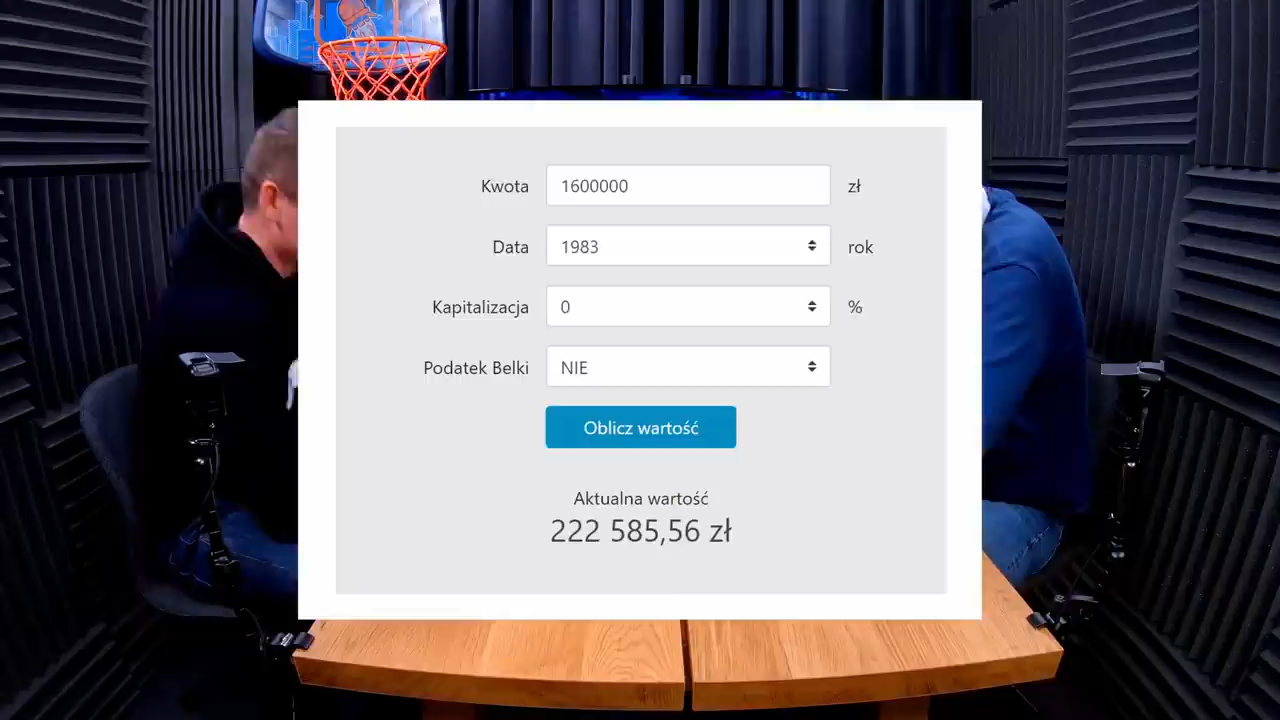 Kwota 1600000 zł
Data 1983 rok
Kapitalizacja 0 %
Podatek Belki NIE
Oblicz wartość
Aktualna wartość
222 585,56 zł